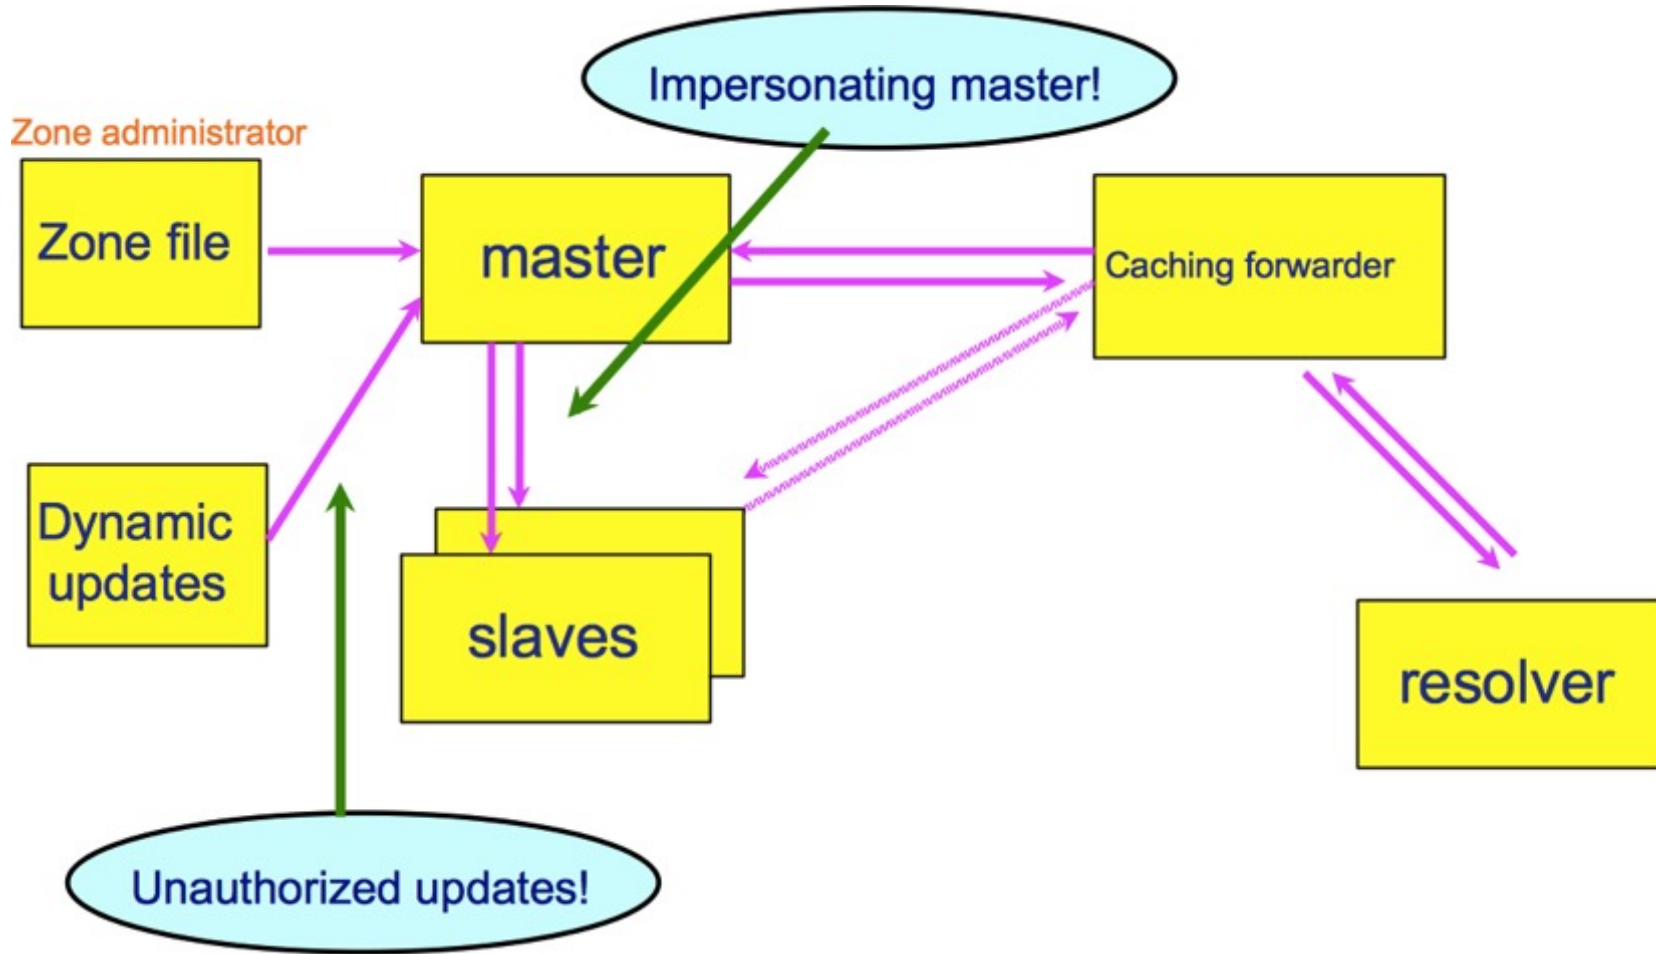 Impersonating master!
Zone administrator
Zone file
master
Caching forwarder
Dynamic
updates
slaves
resolver
Unauthorized updates!